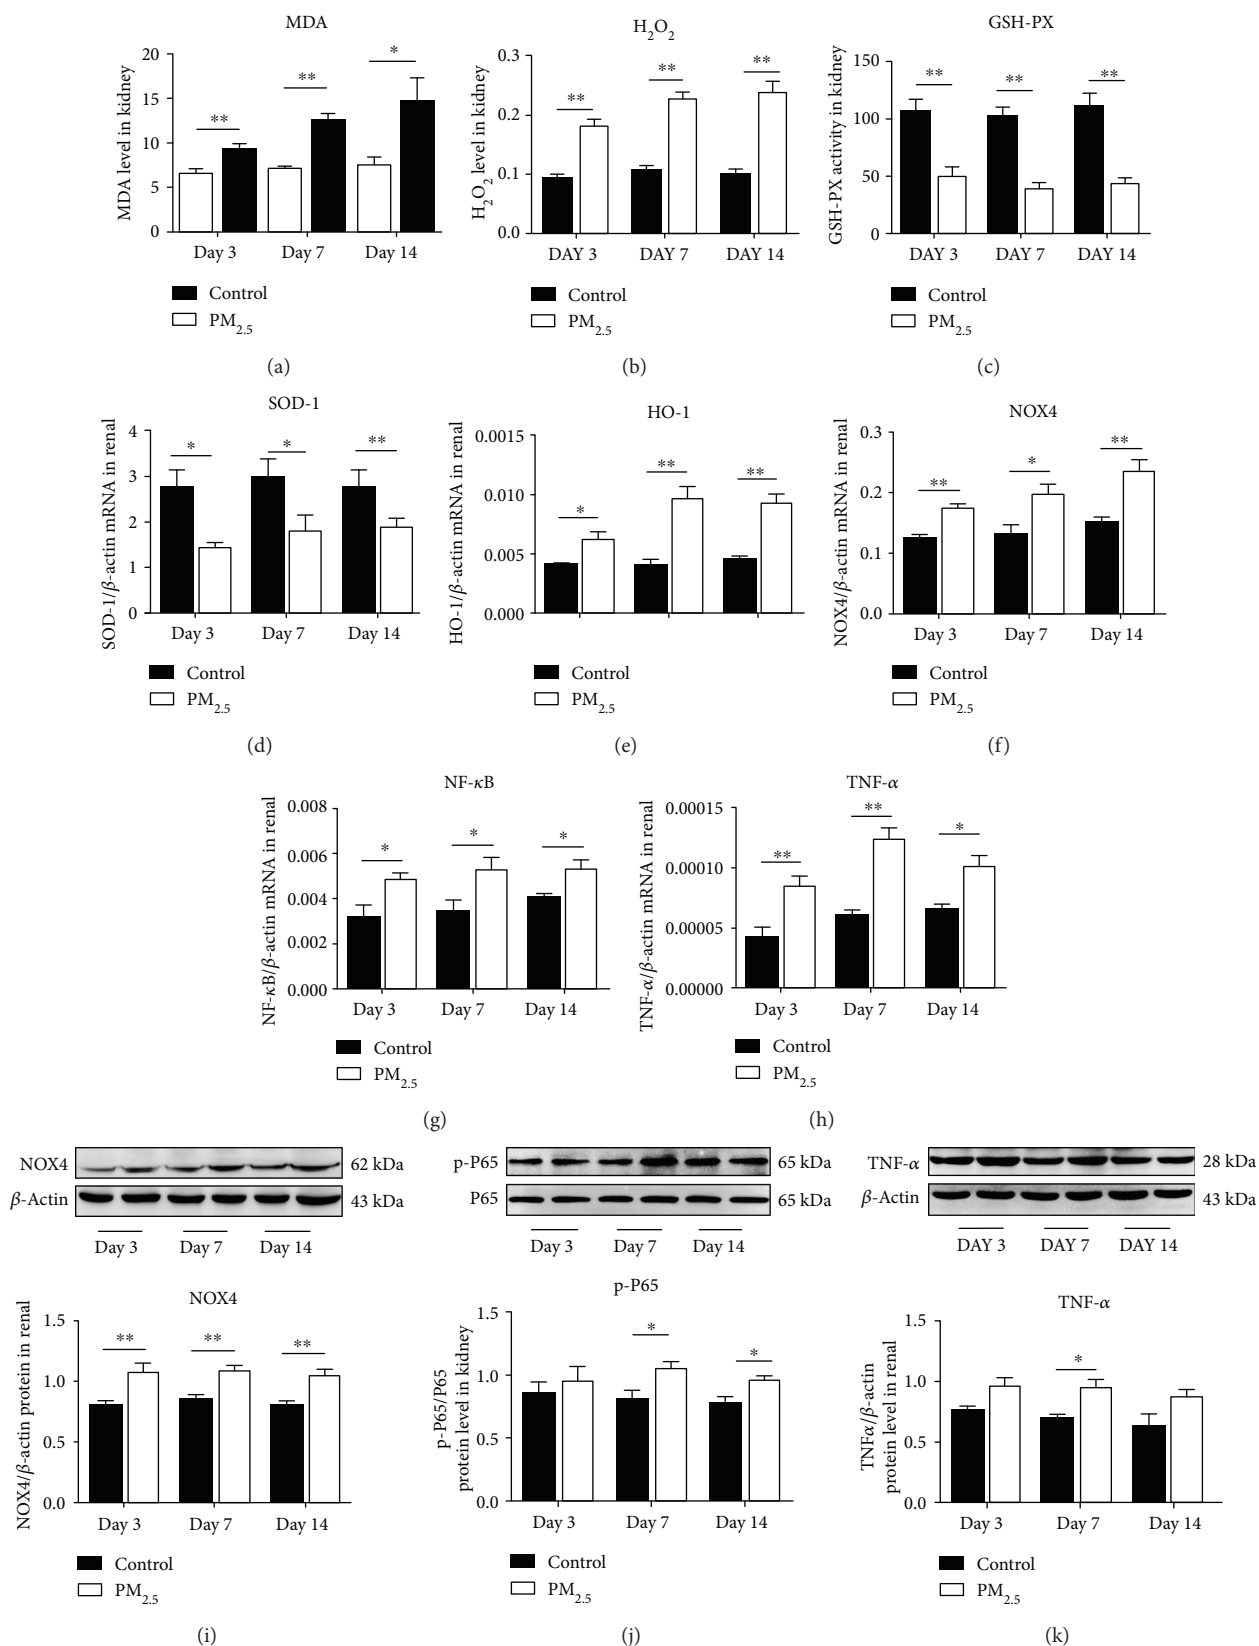 MDA
MDA level in kidney
20
15
10
5
0
**
**
*
Day 3 Day 7 Day 14
Control
PM2.5
(a)
H2O2
H2O2 level in kidney
0.3
0.2
0.1
0.0
**
**
**
DAY 3 DAY 7 DAY 14
Control
PM2.5
(b)
GSH-PX
GSH-PX activity in kidney
150
100
50
0
**
**
**
DAY 3 DAY 7 DAY 14
Control
PM2.5
(c)
SOD-1
SOD-1/β-actin mRNA in renal
4
3
2
1
0
*
*
**
Day 3 Day 7 Day 14
Control
PM2.5
(d)
HO-1
HO-1/β-actin mRNA in renal
0.0015
0.0010
0.005
0.000
*
**
**
Control
PM2.5
(e)
NOX4
NOX4/β-actin mRNA in renal
0.3
0.2
0.1
0.0
**
*
**
Day 3 Day 7 Day 14
Control
PM2.5
(f)
NF-κB
NF-κB/β-actin mRNA in renal
0.008
0.006
0.004
0.002
0.000
*
*
*
Day 3 Day 7 Day 14
Control
PM2.5
(g)
TNF-α
TNF-α/β-actin mRNA in renal
0.00015
0.00010
0.00005
0.00000
**
**
*
Day 3 Day 7 Day 14
Control
PM2.5
(h)
NOX4 62 kDa
β-Actin 43 kDa
Day 3 Day 7 Day 14
NOX4
NOX4/β-actin protein in renal
1.5
1.0
0.5
0.0
**
**
**
Day 3 Day 7 Day 14
Control
PM2.5
(i)
p-P65 65 kDa
P65 65 kDa
Day 3 Day 7 Day 14
p-P65
p-P65/P65
protein level in kidney
1.5
1.0
0.5
0.0
*
*
Day 3 Day 7 Day 14
Control
PM2.5
(j)
TNF-α 28 kDa
β-Actin 43 kDa
DAY 3 DAY 7 DAY 14
TNF-α
TNFα/β-actin
protein level in renal
1.5
1.0
0.5
0.0
*
Day 3 Day 7 Day 14
Control
PM2.5
(k)